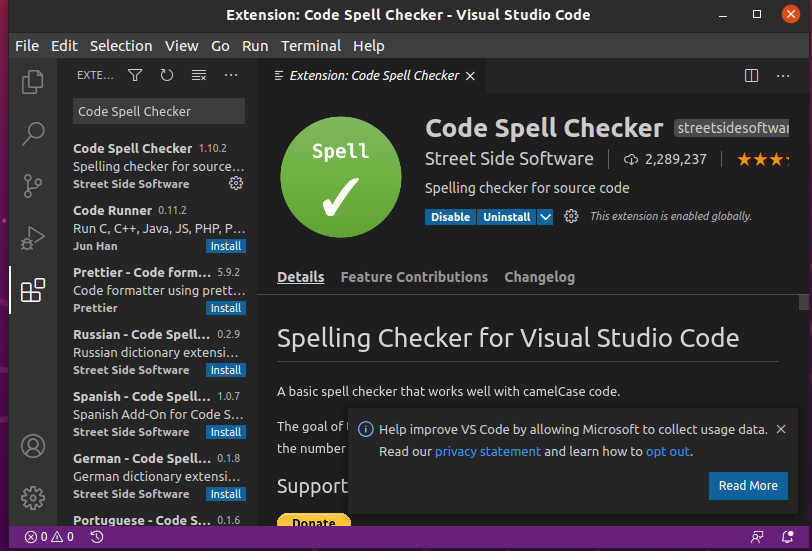 Extension: Code Spell Checker - Visual Studio Code
File Edit Selection View Go Run Terminal Help
EXTE...
Extension: Code Spell Checker
Code Spell Checker
Code Spell Checker 1.10.2
Spelling checker for source...
Street Side Software
Code Runner 0.11.2
Run C, C++, Java, JS, PHP, P...
Jun Han Install
Prettier - Code form... 5.9.2
Code formatter using prett...
Prettier Install
Russian - Code Spell... 0.2.9
Russian dictionary extensi...
Street Side Software Install
Spanish - Code Spell... 1.0.7
Spanish Add-On for Code S...
Street Side Software Install
German - Code Spell... 0.1.8
German dictionary extensi...
Street Side Software Install
Portuguese - Code S... 0.1.6
Spell
Code Spell Checker streetsidesoftwar
Street Side Software 2,289,237
Spelling checker for source code
Disable Uninstall This extension is enabled globally.
Details Feature Contributions Changelog
Spelling Checker for Visual Studio Code
A basic spell checker that works well with camelCase code.
The goal of
the number
Support
Donate
Help improve VS Code by allowing Microsoft to collect usage data.
Read our privacy statement and learn how to opt out.
Read More
0 0